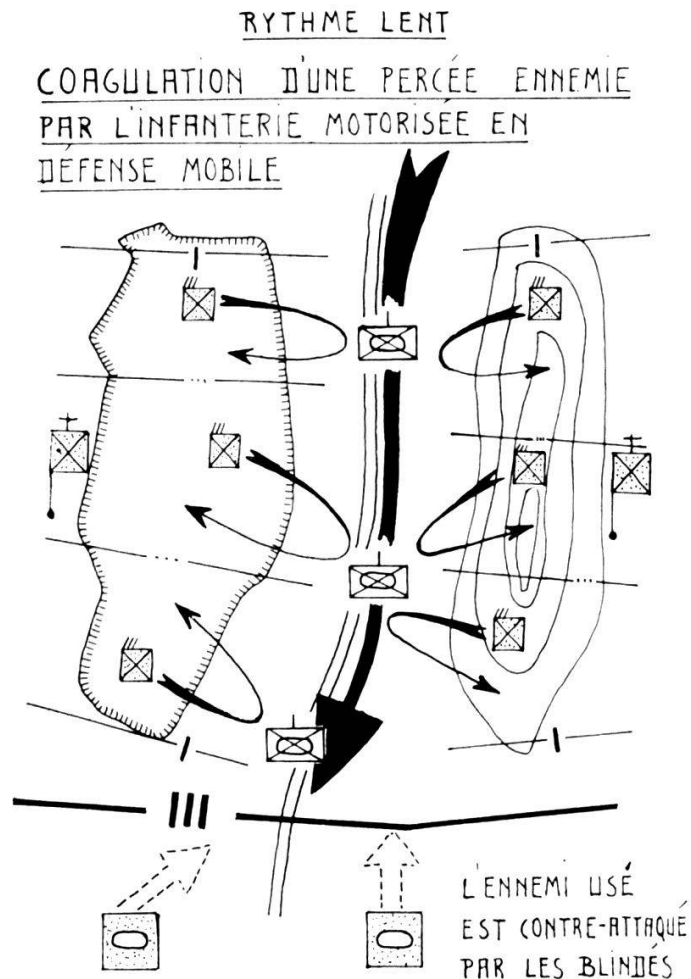 RYTHME LENT
COAGULATION D'UNE PERCÉE ENNEMIE
PAR L'INFANTERIE MOTORISÉE EN
DÉFENSE MOBILE
L'ENNEMI USÉ
EST CONTRE-ATTAQUÉ
PAR LES BLINDÉS